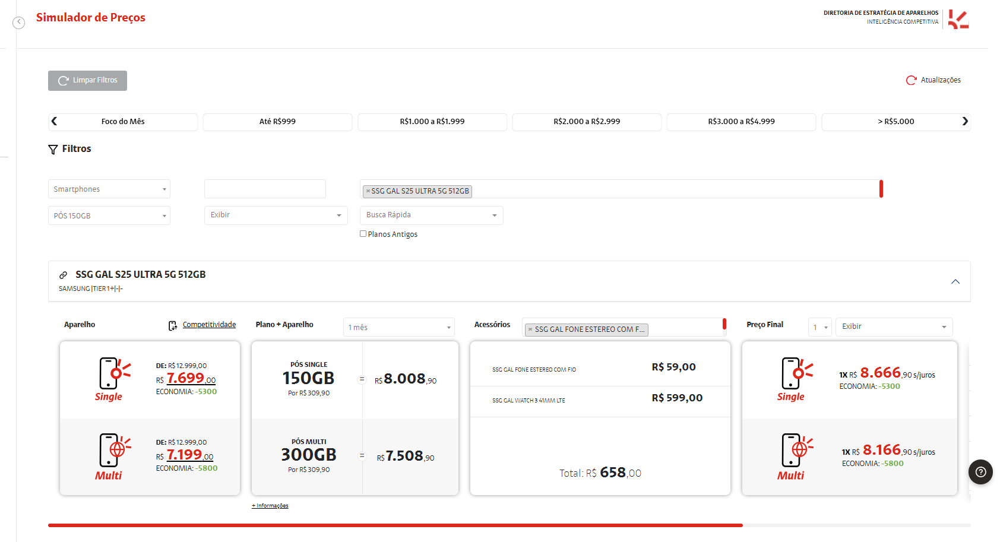 Simulador de Preços
DIRETORIA DE ESTRATÉGIA DE APARELHOS
INTELIGÊNCIA COMPETITIVA
Limpar Filtros
Atualizações
Foco do Mês
Até R$999
R$1.000 a R$1.999
R$2.000 a R$2.999
R$3.000 a R$4.999
> R$5.000
Filtros
Smartphones
× SSG GAL S25 ULTRA 5G 512GB
PÓS 150GB
Exibir
Busca Rápida
Planos Antigos
SSG GAL S25 ULTRA 5G 512GB
SAMSUNG |TIER 1+|-|-
Aparelho
Competitividade
Plano + Aparelho
1 mês
Acessórios
× SSG GAL FONE ESTEREO COM F...
Preço Final
1
Exibir
Single
DE: R$ 12.999,00
R$ 7.699,00
ECONOMIA: -5300
PÓS SINGLE
150GB
Por R$ 309,90
=
R$ 8.008,90
SSG GAL FONE ESTEREO COM FIO
R$ 59,00
SSG GAL WATCH 3 41MM LTE
R$ 599,00
Single
1X R$ 8.666,90 s/juros
ECONOMIA: -5300
Multi
DE: R$ 12.999,00
R$ 7.199,00
ECONOMIA: -5800
PÓS MULTI
300GB
Por R$ 309,90
=
R$ 7.508,90
Total: R$ 658,00
Multi
1X R$ 8.166,90 s/juros
ECONOMIA: -5800
+ Informações